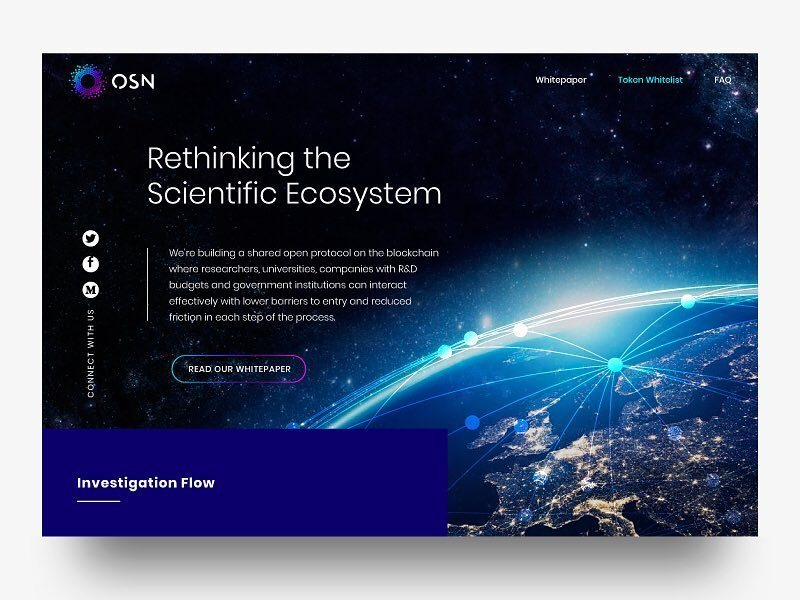 OSN
Whitepaper
Token Whitelist
FAQ
Rethinking the
Scientific Ecosystem
We're building a shared open protocol on the blockchain
where researchers, universities, companies with R&D
budgets and government institutions can interact
effectively with lower barriers to entry and reduced
friction in each step of the process.
READ OUR WHITEPAPER
CONNECT WITH US
Investigation Flow